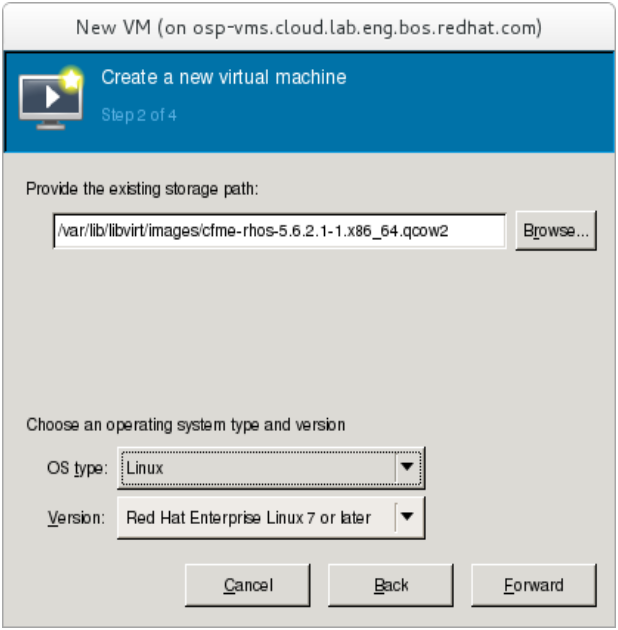 New VM (on osp-vms.cloud.lab.eng.bos.redhat.com)
Create a new virtual machine
Step 2 of 4
Provide the existing storage path:
/var/lib/libvirt/images/cfme-rhos-5.6.2.1-1.x86_64.qcow2 Browse...
Choose an operating system type and version
OS type: Linux
Version: Red Hat Enterprise Linux 7 or later
Cancel Back Forward